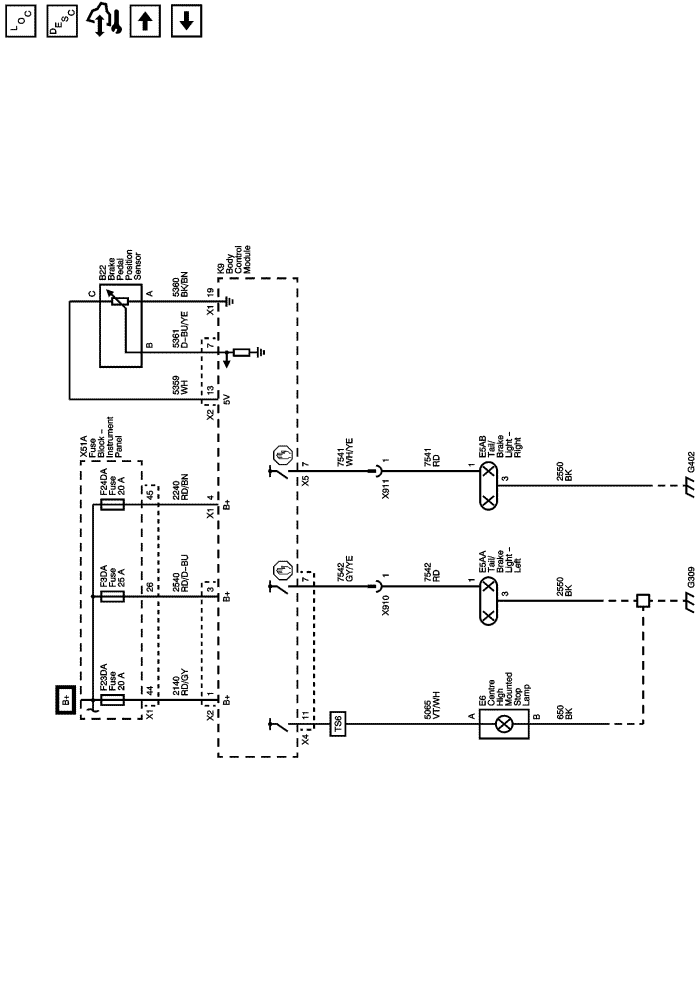 L O C
D E S C
B22
Brake
Pedal
Position
Sensor
C
A
B
5360
BK/BN
5361
D-BU/YE
5359
WH
X1
19
7
X2
13
5V
K9
Body
Control
Module
X51A
Fuse
Block –
Instrument
Panel
B+
F24DA
Fuse
20 A
F3DA
Fuse
25 A
F23DA
Fuse
20 A
45
26
X1
44
2240
RD/BN
2540
RD/D-BU
2140
RD/GY
X1
4
3
X2
1
B+
B+
B+
X5
7
7
X4
11
7541
WH/YE
7542
GY/YE
TS6
X911
1
X910
1
7541
RD
7542
RD
5065
VT/WH
E5AB
Tail/
Brake
Light –
Right
1
3
E5AA
Tail/
Brake
Light –
Left
1
3
E6
Centre
High
Mounted
Stop
Lamp
A
B
2550
BK
2550
BK
650
BK
G402
G309